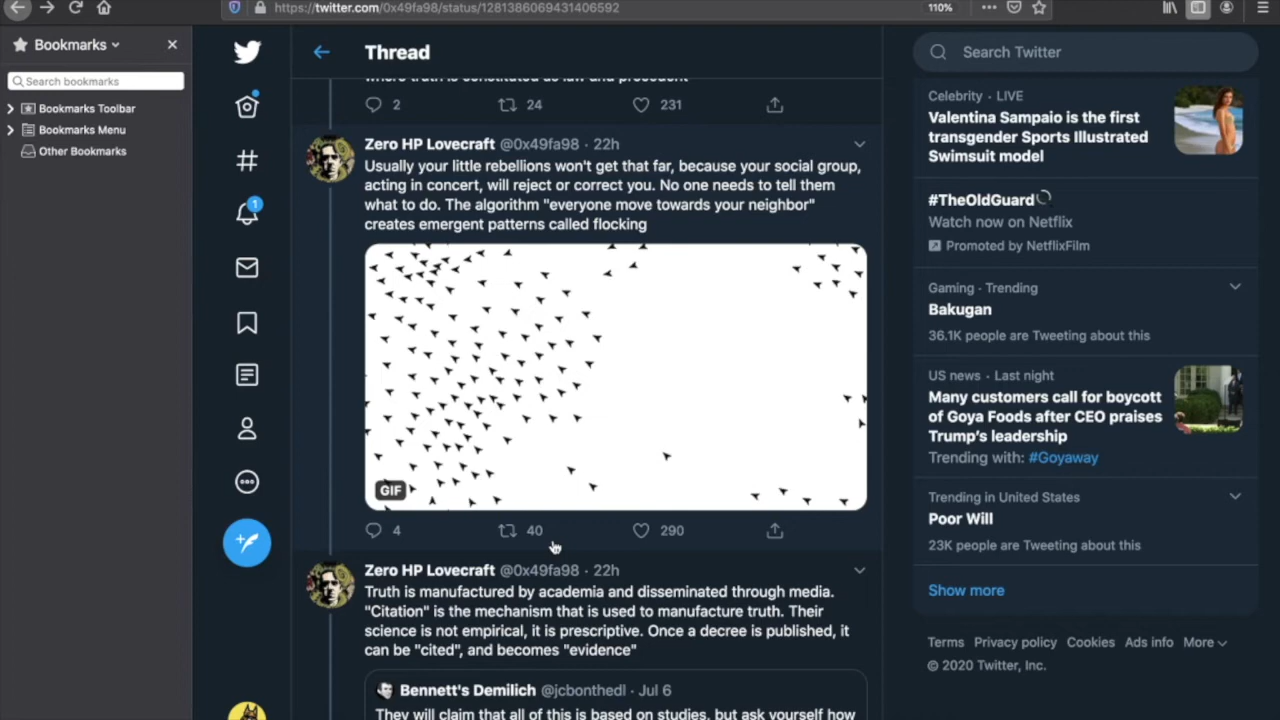 https://twitter.com/0x49fa98/status/1281386069431406592
110%
Bookmarks
Search bookmarks
Bookmarks Toolbar
Bookmarks Menu
Other Bookmarks
1
Thread
where truth is constituted as law and precedent
2 24 231
Zero HP Lovecraft @0x49fa98 · 22h
Usually your little rebellions won't get that far, because your social group,
acting in concert, will reject or correct you. No one needs to tell them
what to do. The algorithm "everyone move towards your neighbor"
creates emergent patterns called flocking
GIF
4 40 290
Zero HP Lovecraft @0x49fa98 · 22h
Truth is manufactured by academia and disseminated through media.
"Citation" is the mechanism that is used to manufacture truth. Their
science is not empirical, it is prescriptive. Once a decree is published, it
can be "cited", and becomes "evidence"
Bennett's Demilich @jcbonthedl · Jul 6
They will claim that all of this is based on studies, but ask yourself how
Search Twitter
Celebrity · LIVE
Valentina Sampaio is the first
transgender Sports Illustrated
Swimsuit model
#TheOldGuard
Watch now on Netflix
Promoted by NetflixFilm
Gaming · Trending
Bakugan
36.1K people are Tweeting about this
US news · Last night
Many customers call for boycott
of Goya Foods after CEO praises
Trump's leadership
Trending with: #Goyaway
Trending in United States
Poor Will
23K people are Tweeting about this
Show more
Terms Privacy policy Cookies Ads info More
© 2020 Twitter, Inc.